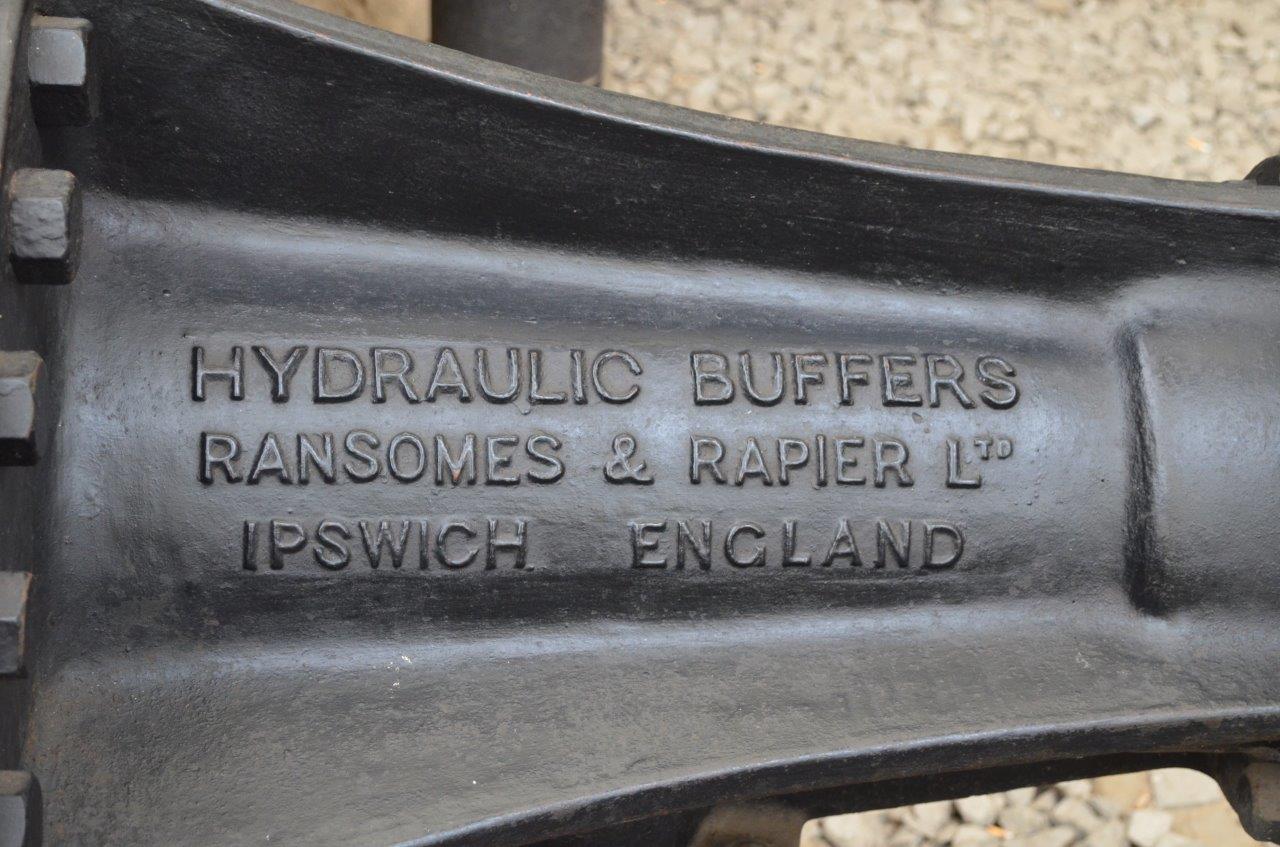 HYDRAULIC BUFFERS
RANSOMES & RAPIER LTD
IPSWICH ENGLAND